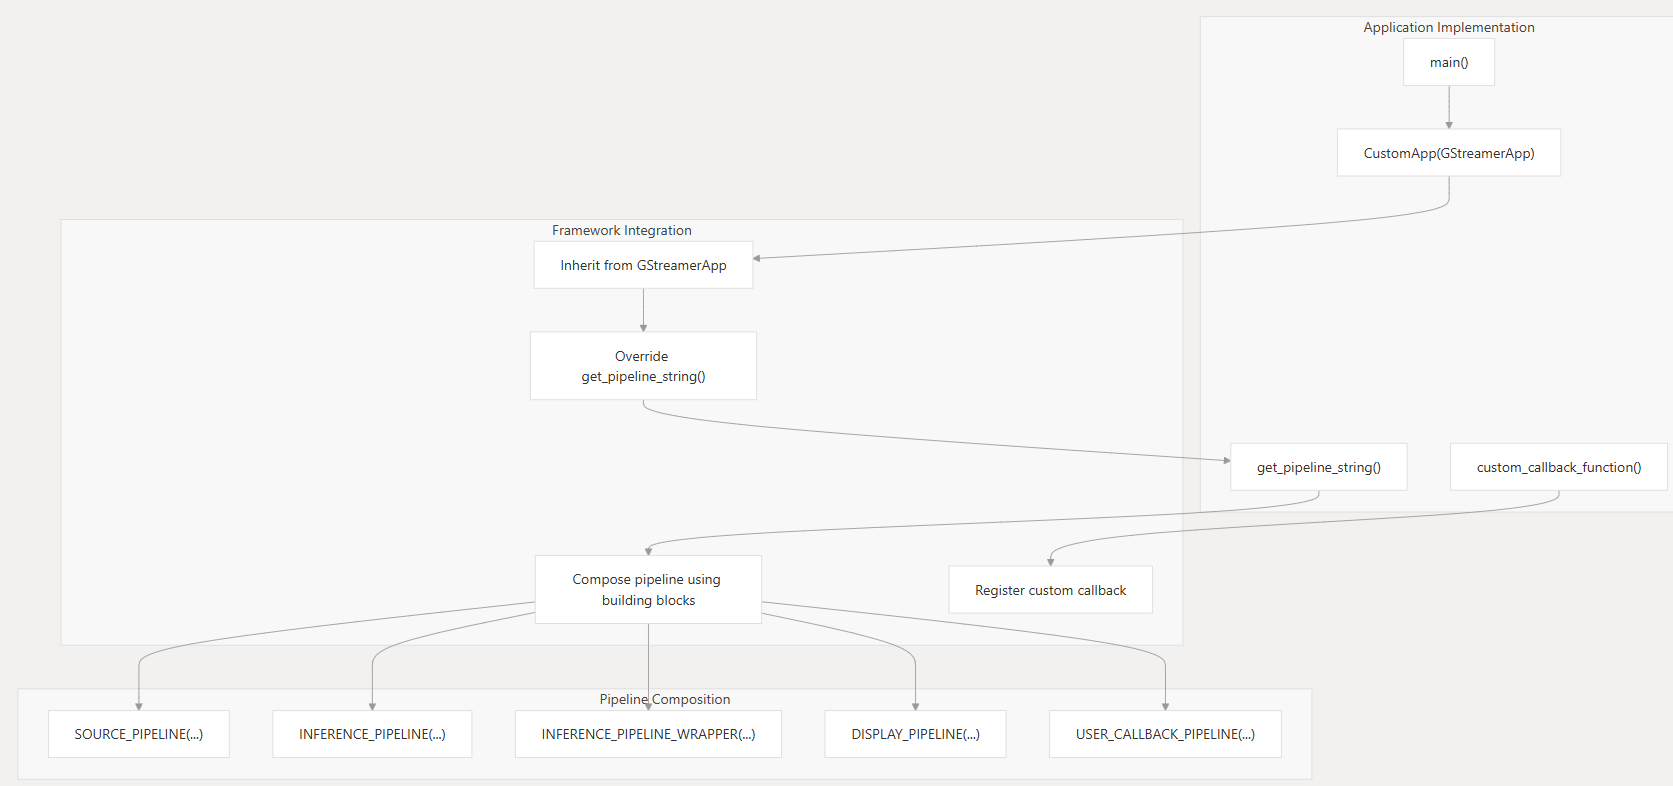 Application Implementation
main()
CustomApp(GStreamerApp)
Framework Integration
Inherit from GStreamerApp
Override
get_pipeline_string()
get_pipeline_string()
custom_callback_function()
Compose pipeline using
building blocks
Register custom callback
Pipeline Composition
SOURCE_PIPELINE(...)
INFERENCE_PIPELINE(...)
INFERENCE_PIPELINE_WRAPPER(...)
DISPLAY_PIPELINE(...)
USER_CALLBACK_PIPELINE(...)